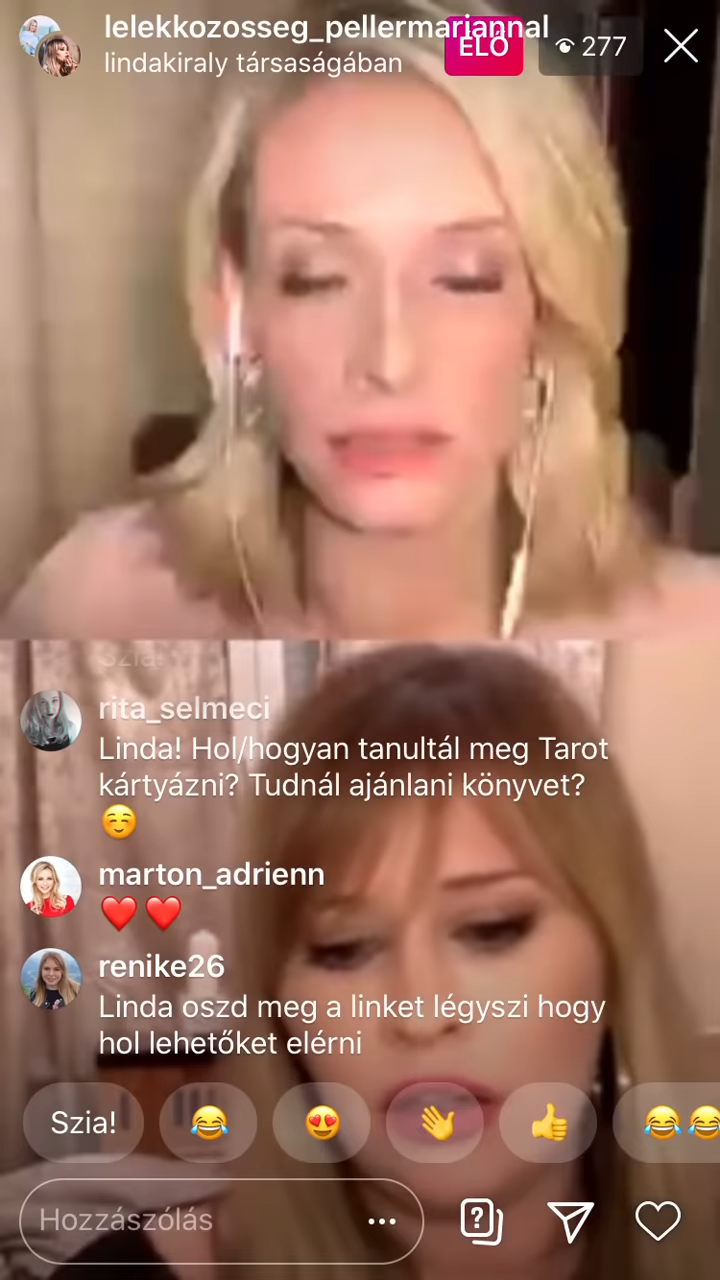 lelekkozosseg_pellermariannal
ÉLŐ
277
lindakiraly társaságában
Szia!
rita_selmeci
Linda! Hol/hogyan tanultál meg Tarot
kártyázni? Tudnál ajánlani könyvet?
☺️
marton_adrienn
❤️❤️
renike26
Linda oszd meg a linket légyszi hogy
hol lehetőket elérni
Szia! 😂 😍 👋 👍 😂😂
Hozzászólás